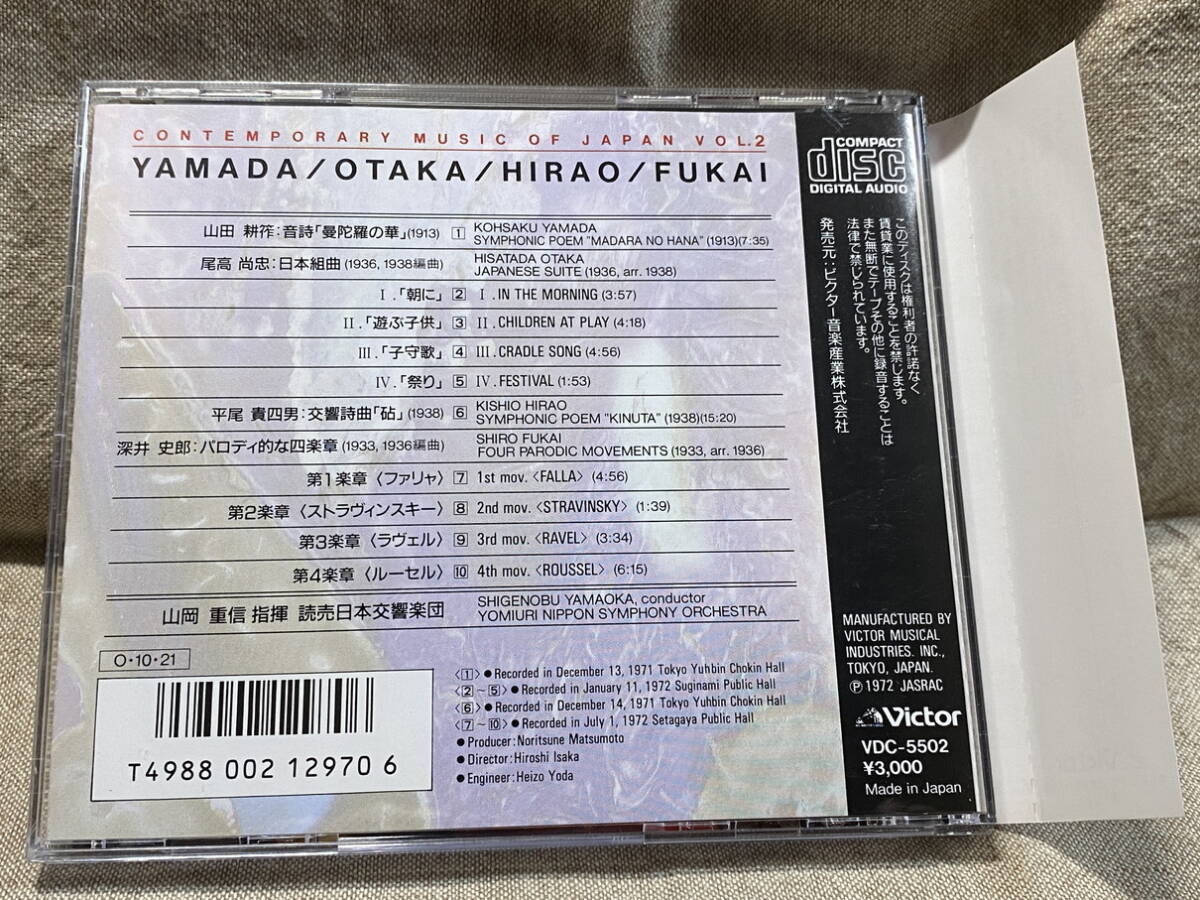 CONTEMPORARY MUSIC OF JAPAN VOL.2
YAMADA/OTAKA/HIRAO/FUKAI
山田 耕筰:音詩「曼陀羅の華」(1913) 1 KOHSAKU YAMADA
SYMPHONIC POEM "MADARA NO HANA" (1913)(7:35)
尾高 尚忠:日本組曲(1936, 1938編曲) HISATADA OTAKA
JAPANESE SUITE (1936, arr. 1938)
I.「朝に」 2 I. IN THE MORNING (3:57)
II.「遊ぶ子供」 3 II. CHILDREN AT PLAY (4:18)
III.「子守歌」 4 III. CRADLE SONG (4:56)
IV.「祭り」 5 IV. FESTIVAL (1:53)
平尾 貴四男:交響詩曲「砧」(1938) 6 KISHIO HIRAO
SYMPHONIC POEM "KINUTA" (1938)(15:20)
深井 史郎:パロディ的な四楽章(1933, 1936編曲) SHIRO FUKAI
FOUR PARODIC MOVEMENTS (1933, arr. 1936)
第1楽章〈ファリャ〉 7 1st mov. <FALLA> (4:56)
第2楽章〈ストラヴィンスキー〉 8 2nd mov. <STRAVINSKY> (1:39)
第3楽章〈ラヴェル〉 9 3rd mov. <RAVEL> (3:34)
第4楽章〈ルーセル〉 10 4th mov. <ROUSSEL> (6:15)
山岡 重信 指揮 読売日本交響楽団 SHIGENOBU YAMAOKA, conductor
YOMIURI NIPPON SYMPHONY ORCHESTRA
O・10・21
T4988 002 12970 6
<1>●Recorded in December 13, 1971 Tokyo Yuhbin Chokin Hall
<2~5>●Recorded in January 11, 1972 Suginami Public Hall
<6>●Recorded in December 14, 1971 Tokyo Yuhbin Chokin Hall
<7~10>●Recorded in July 1, 1972 Setagaya Public Hall
●Producer:Noritsune Matsumoto
●Director:Hiroshi Isaka
●Engineer:Heizo Yoda
COMPACT
disc
DIGITAL AUDIO
このディスクは権利者の許諾なく
賃貸業に使用することを禁じます。
また無断でテープその他に録音することは
法律で禁じられています。
発売元:ビクター音楽産業株式会社
MANUFACTURED BY
VICTOR MUSICAL
INDUSTRIES. INC.,
TOKYO, JAPAN.
Ⓟ 1972 JASRAC
Victor
VDC-5502
¥3,000
Made in Japan